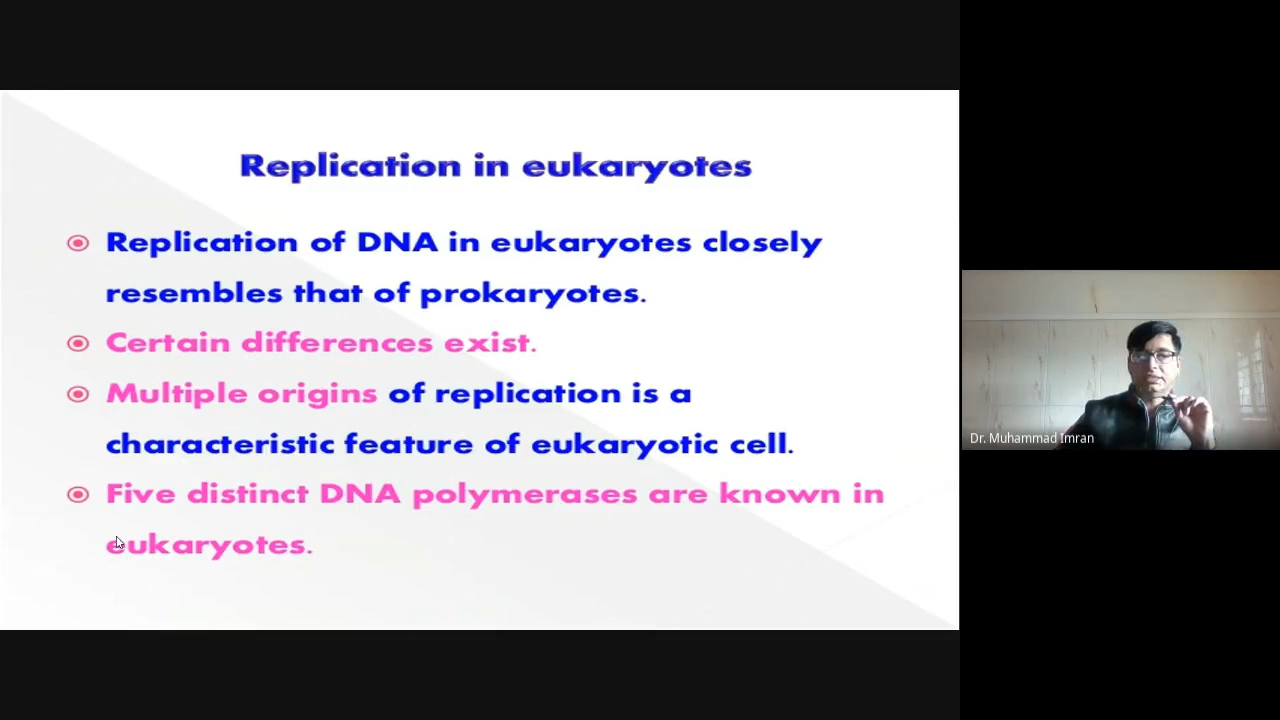 Replication in eukaryotes
Replication of DNA in eukaryotes closely
resembles that of prokaryotes.
Certain differences exist.
Multiple origins of replication is a
characteristic feature of eukaryotic cell.
Five distinct DNA polymerases are known in
eukaryotes.
Dr. Muhammad Imran